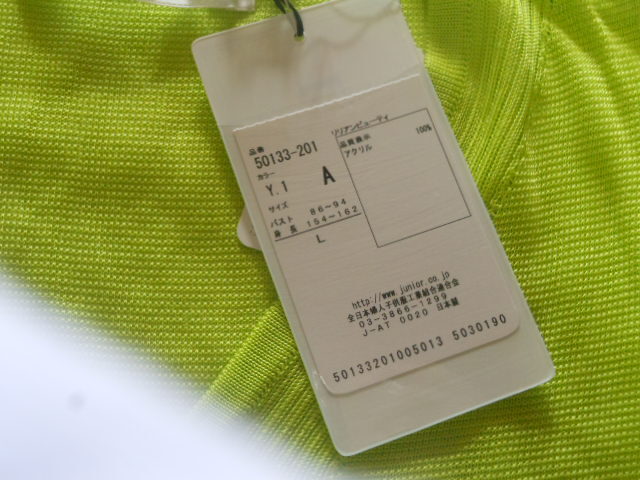 品番
50133-201
カラー
Y.1 A
サイズ
バスト 86~94
身長 154~162
L
リリアンビューティ
品質表示
アクリル 100%
http://www.junior.co.jp
全日本婦人子供服工業組合連合会
03-3866-1299
J-AT 0020 日本製
50133201005013 5030190